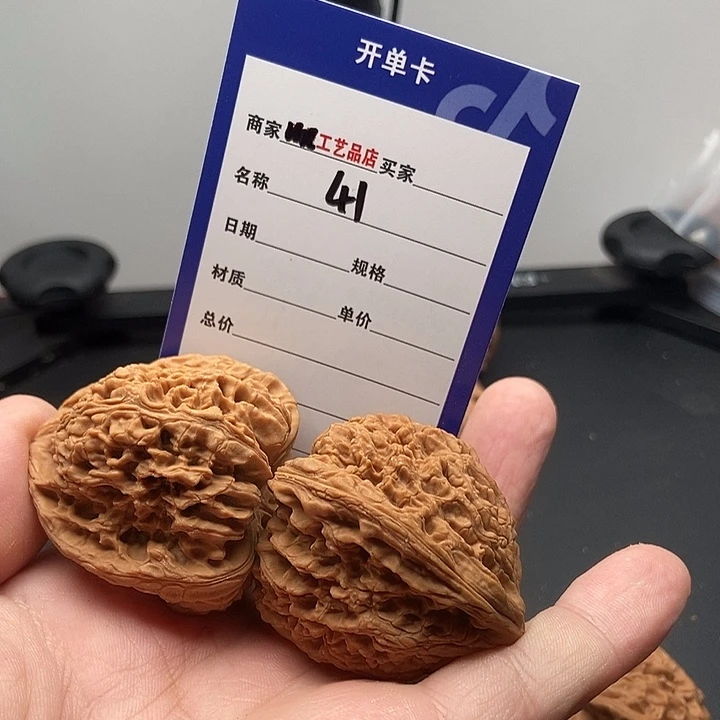 开单卡
商家 工艺品店 买家
名称 41
日期 规格
材质 单价
总价